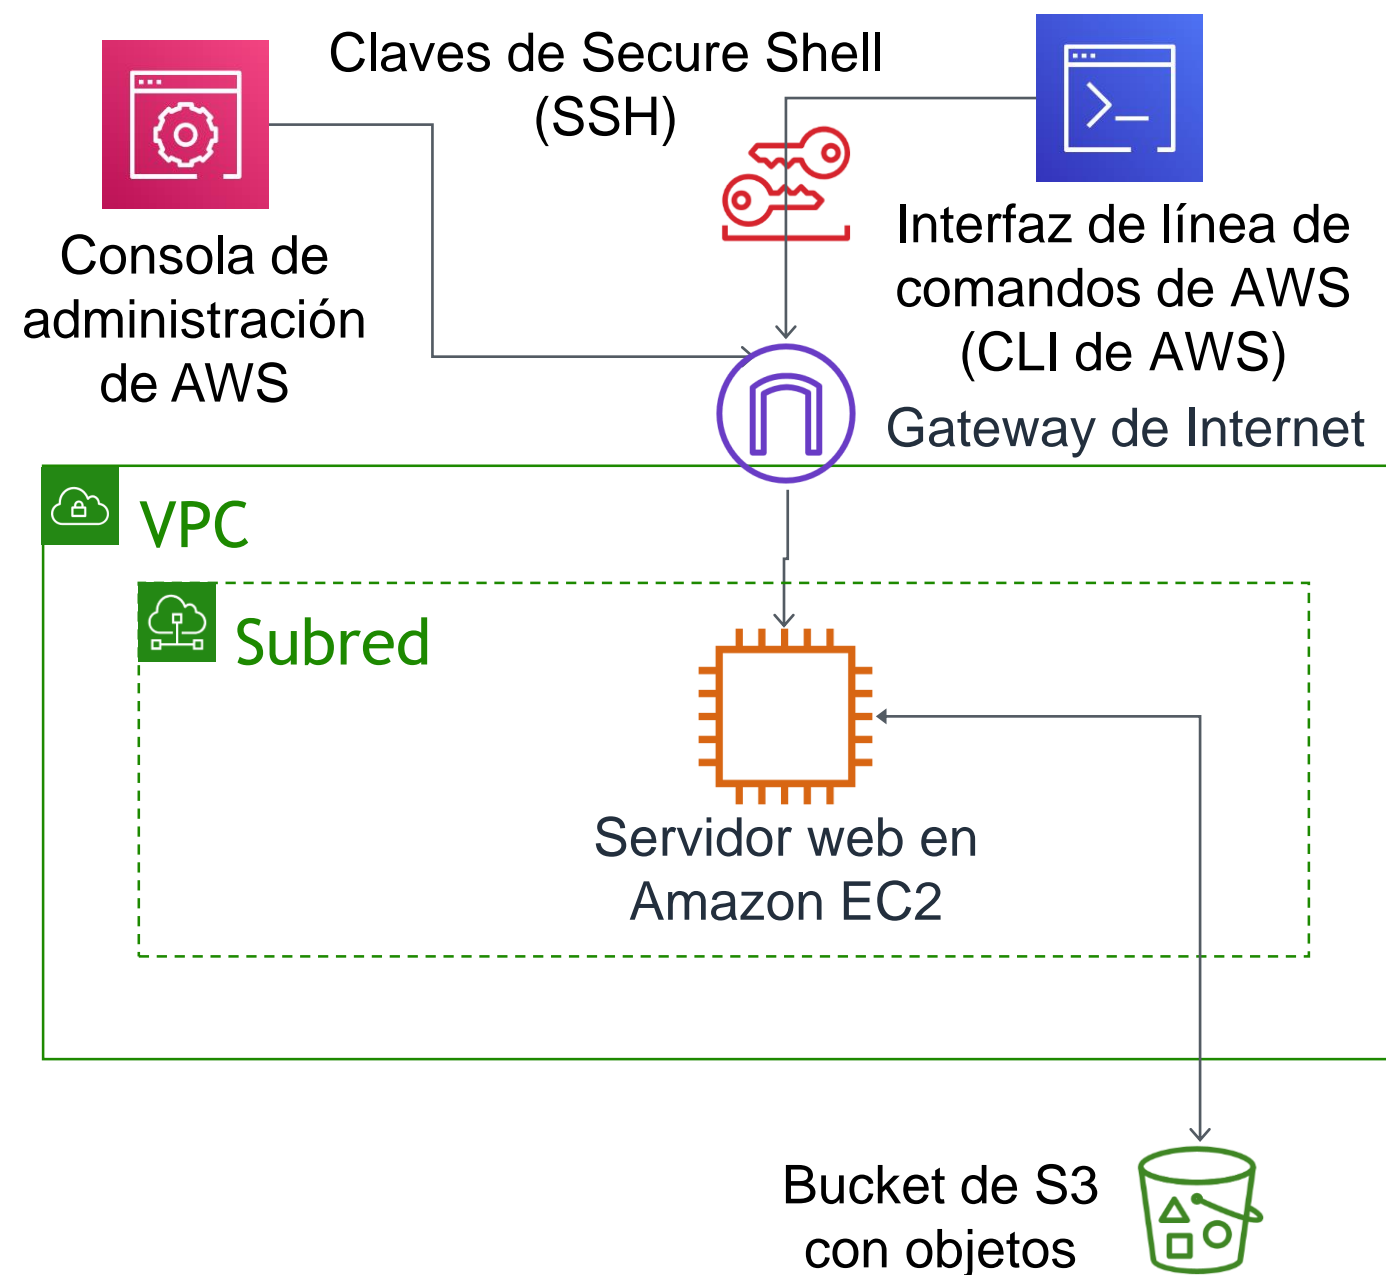 Claves de Secure Shell
(SSH)
Consola de
administración
de AWS
Interfaz de línea de
comandos de AWS
(CLI de AWS)
Gateway de Internet
VPC
Subred
Servidor web en
Amazon EC2
Bucket de S3
con objetos